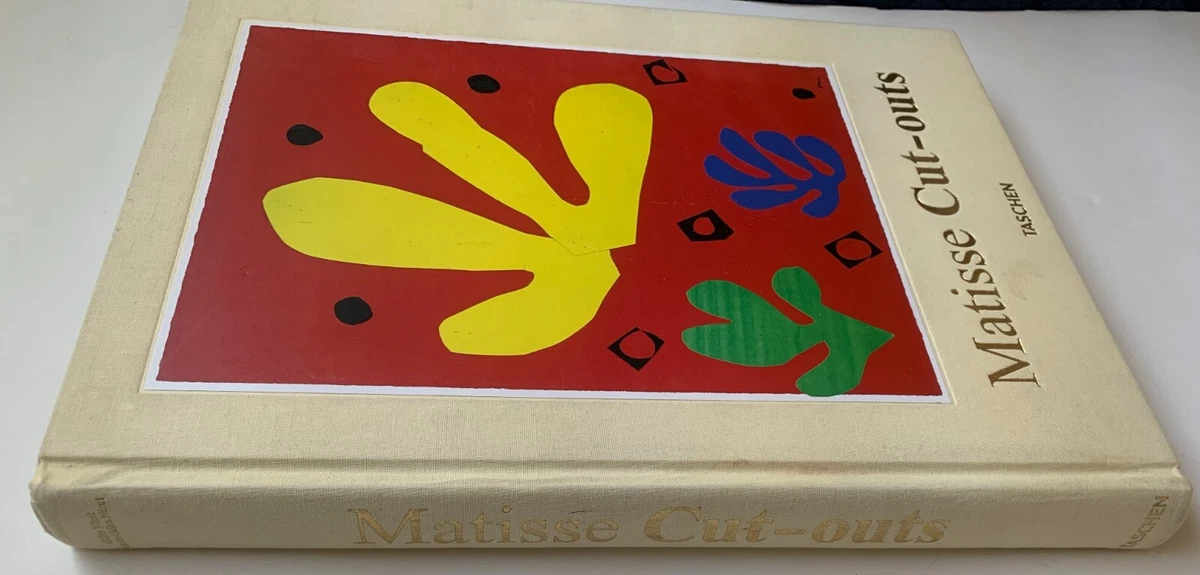 Matisse Cut-outs
TASCHEN
Matisse Cut-outs
TASCHEN